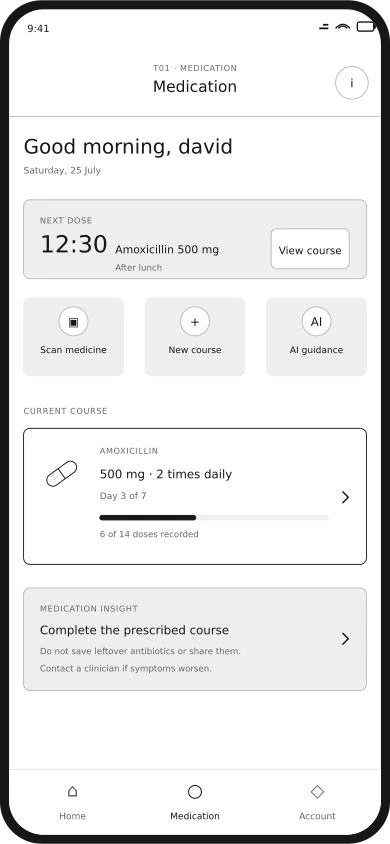 9:41
T01 · MEDICATION
Medication
i
Good morning, david
Saturday, 25 July
NEXT DOSE
12:30 Amoxicillin 500 mg
After lunch
View course
Scan medicine
+
New course
AI
AI guidance
CURRENT COURSE
AMOXICILLIN
500 mg · 2 times daily
Day 3 of 7
6 of 14 doses recorded
MEDICATION INSIGHT
Complete the prescribed course
Do not save leftover antibiotics or share them.
Contact a clinician if symptoms worsen.
Home
Medication
Account